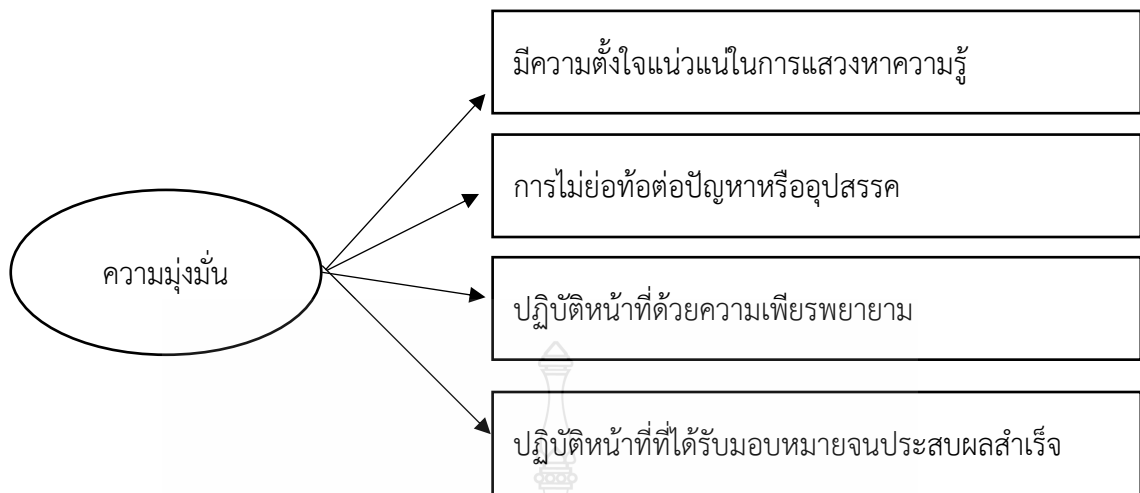 มีความตั้งใจแน่วแน่ในการแสวงหาความรู้
การไม่ย่อท้อต่อปัญหาหรืออุปสรรค
ความมุ่งมั่น
ปฏิบัติหน้าที่ด้วยความเพียรพยายาม
ปฏิบัติหน้าที่ที่ได้รับมอบหมายจนประสบผลสำเร็จ